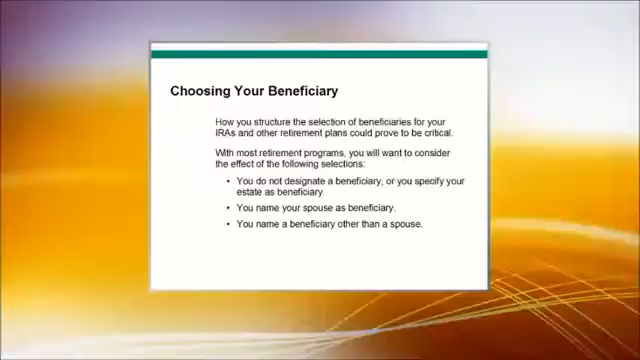 Choosing Your Beneficiary
How you structure the selection of beneficiaries for your
IRAs and other retirement plans could prove to be critical.
With most retirement programs, you will want to consider
the effect of the following selections:
• You do not designate a beneficiary, or you specify your
estate as beneficiary.
• You name your spouse as beneficiary.
• You name a beneficiary other than a spouse.